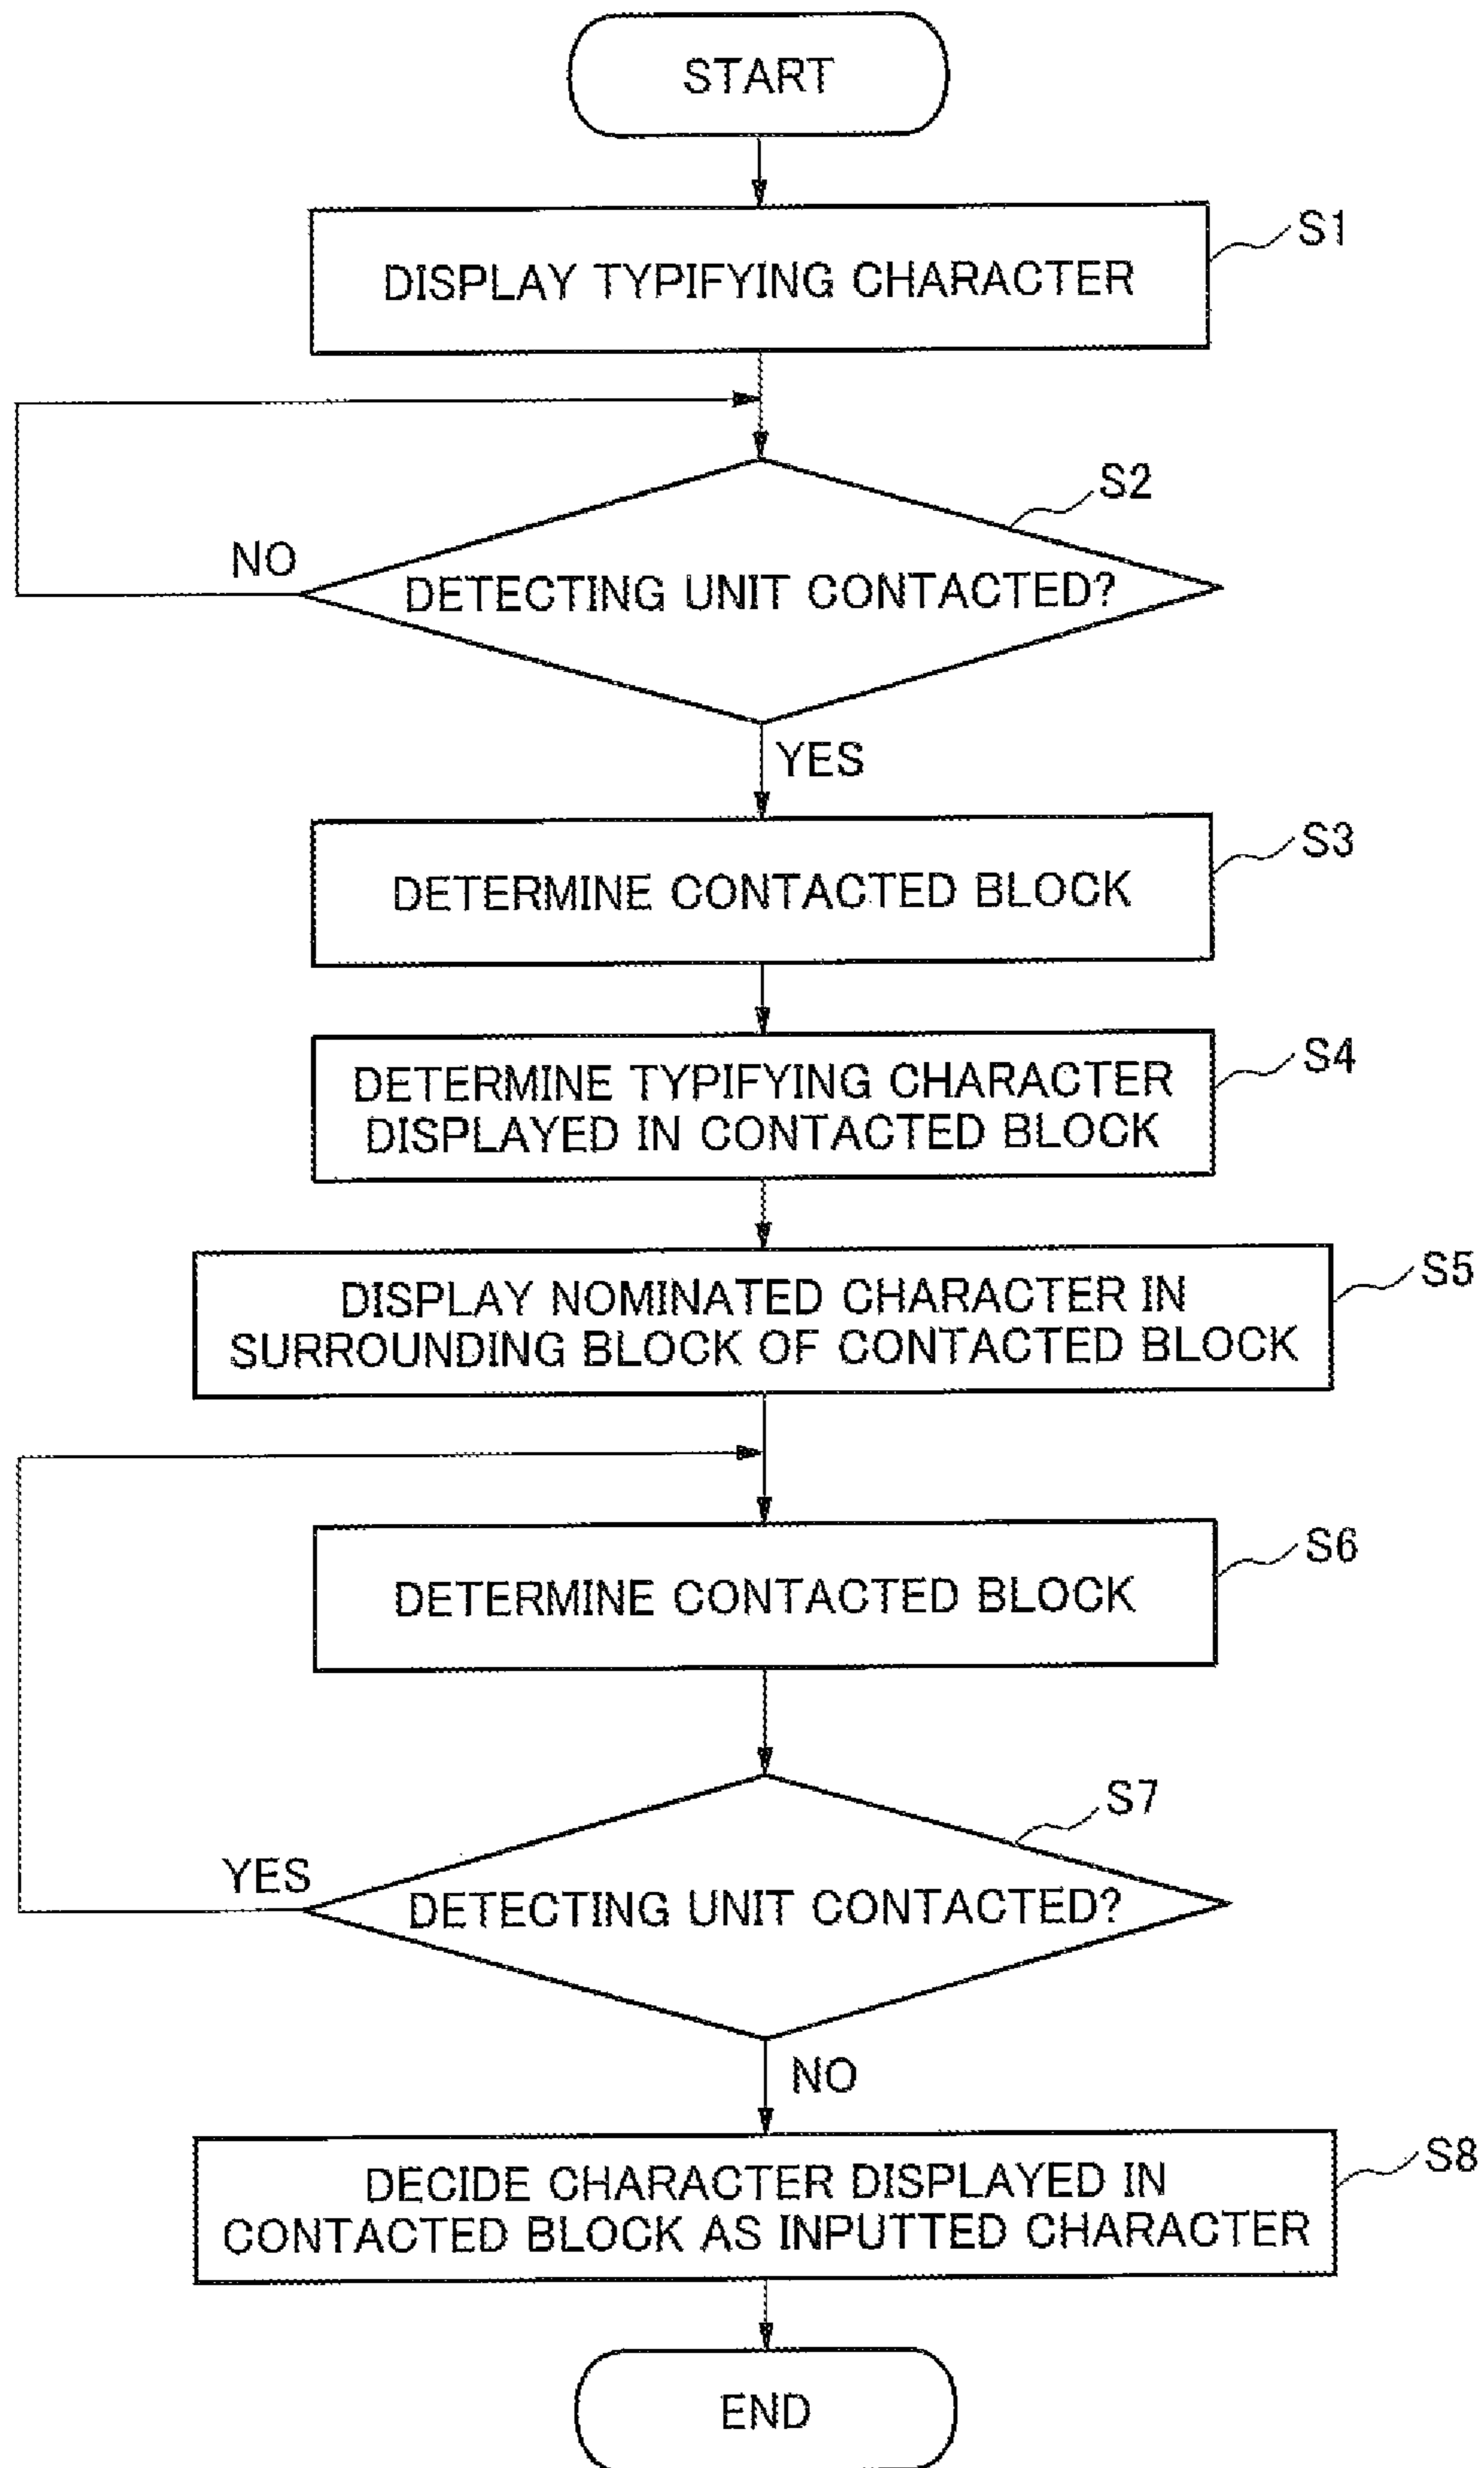 START
S1
DISPLAY TYPIFYING CHARACTER
S2
NO
DETECTING UNIT CONTACTED?
YES
S3
DETERMINE CONTACTED BLOCK
S4
DETERMINE TYPIFYING CHARACTER
DISPLAYED IN CONTACTED BLOCK
S5
DISPLAY NOMINATED CHARACTER IN
SURROUNDING BLOCK OF CONTACTED BLOCK
S6
DETERMINE CONTACTED BLOCK
S7
YES
DETECTING UNIT CONTACTED?
NO
S8
DECIDE CHARACTER DISPLAYED IN
CONTACTED BLOCK AS INPUTTED CHARACTER
END